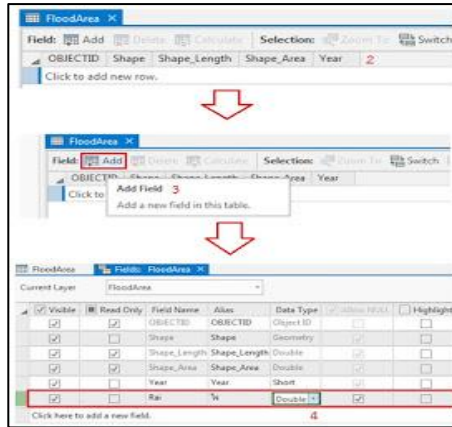 FloodArea ×
Field: Add Delete Calculate Selection: Zoom To Switch
OBJECTID Shape Shape_Length Shape_Area Year 2
Click to add new row.
FloodArea ×
Field: Add Delete Calculate Selection: Zoom To Switch
OBJECTID Shape Shape_Length Shape_Area Year
Click to
Add Field 3
Add a new field in this table.
FloodArea Fields: FloodArea ×
Current Layer FloodArea
Visible Read Only Field Name Alias Data Type Allow NULL Highlight
OBJECTID OBJECTID Object ID
Shape Shape Geometry
Shape_Length Shape_Length Double
Shape_Area Shape_Area Double
Year Year Short
Rai ไร่ Double
4
Click here to add a new field.